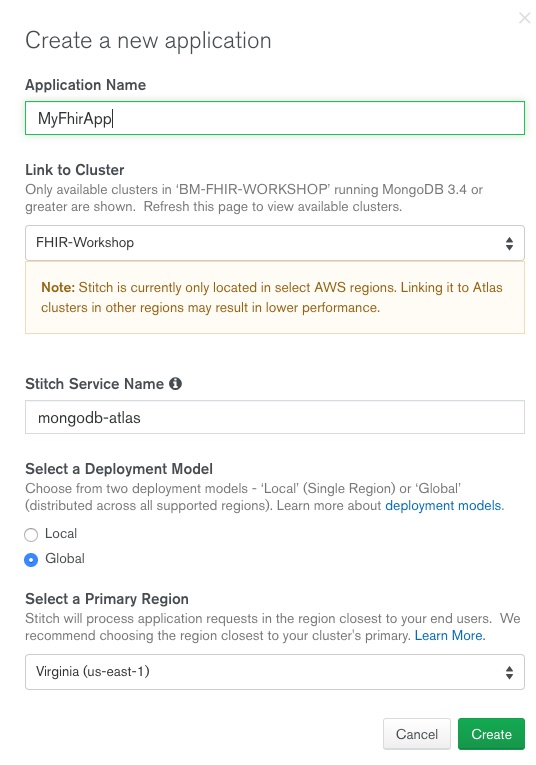 Create a new application
Application Name
MyFhirApp
Link to Cluster
Only available clusters in 'BM-FHIR-WORKSHOP' running MongoDB 3.4 or
greater are shown.  Refresh this page to view available clusters.
FHIR-Workshop
Note: Stitch is currently only located in select AWS regions. Linking it to Atlas
clusters in other regions may result in lower performance.
Stitch Service Name
mongodb-atlas
Select a Deployment Model
Choose from two deployment models - 'Local' (Single Region) or 'Global'
(distributed across all supported regions). Learn more about deployment models.
Local
Global
Select a Primary Region
Stitch will process application requests in the region closest to your end users.  We
recommend choosing the region closest to your cluster's primary. Learn More.
Virginia (us-east-1)
Cancel Create